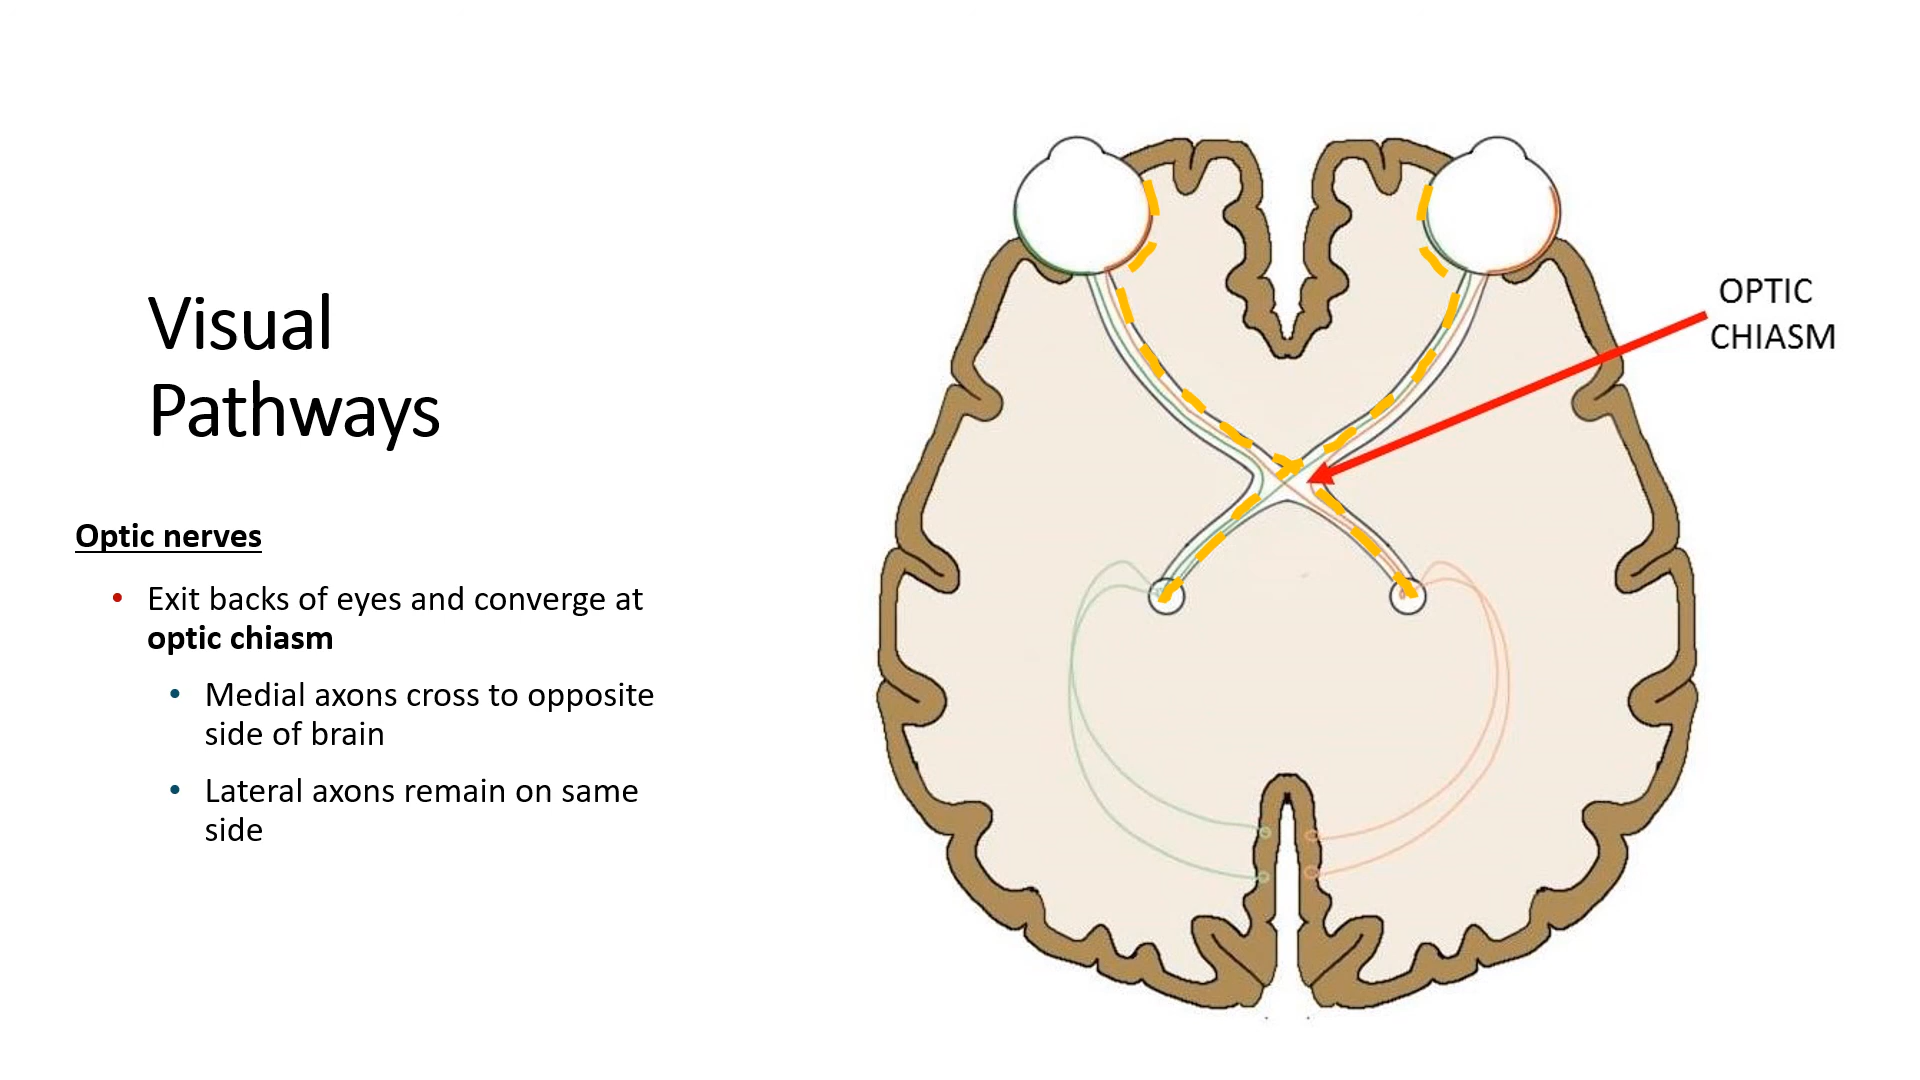 Visual
Pathways
Optic nerves
• Exit backs of eyes and converge at
optic chiasm
• Medial axons cross to opposite
side of brain
• Lateral axons remain on same
side
OPTIC
CHIASM